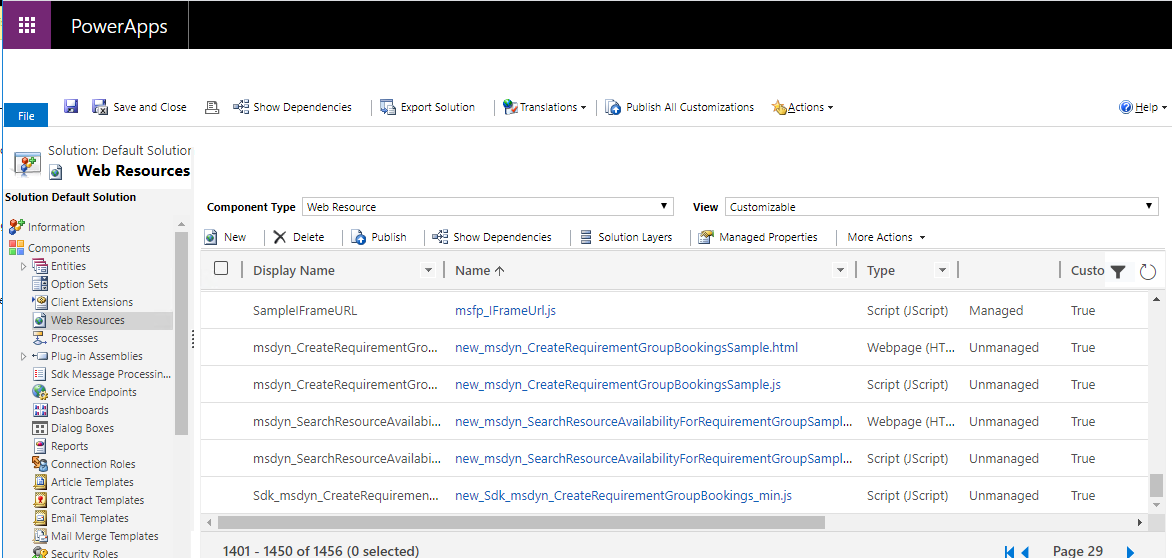 PowerApps
File
Save and Close
Show Dependencies
Export Solution
Translations
Publish All Customizations
Actions
Help
Solution: Default Solution
Web Resources
Solution Default Solution
Information
Components
Entities
Option Sets
Client Extensions
Web Resources
Processes
Plug-in Assemblies
Sdk Message Processin...
Service Endpoints
Dashboards
Dialog Boxes
Reports
Connection Roles
Article Templates
Contract Templates
Email Templates
Mail Merge Templates
Security Roles
Component Type Web Resource View Customizable
New Delete Publish Show Dependencies Solution Layers Managed Properties More Actions
Display Name Name Type Custo
SampleIFrameURL msfp_IFrameUrl.js Script (JScript) Managed True
msdyn_CreateRequirementGro... new_msdyn_CreateRequirementGroupBookingsSample.html Webpage (HT... Unmanaged True
msdyn_CreateRequirementGro... new_msdyn_CreateRequirementGroupBookingsSample.js Script (JScript) Unmanaged True
msdyn_SearchResourceAvailabi... new_msdyn_SearchResourceAvailabilityForRequirementGroupSampl... Webpage (HT... Unmanaged True
msdyn_SearchResourceAvailabi... new_msdyn_SearchResourceAvailabilityForRequirementGroupSampl... Script (JScript) Unmanaged True
Sdk_msdyn_CreateRequiremen... new_Sdk_msdyn_CreateRequirementGroupBookings_min.js Script (JScript) Unmanaged True
1401 - 1450 of 1456 (0 selected) Page 29